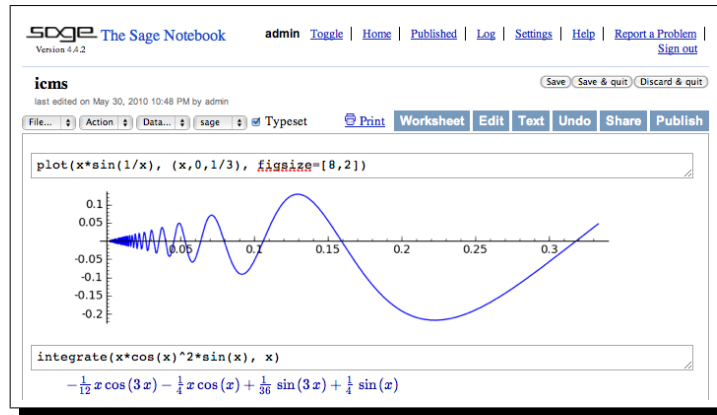 sage The Sage Notebook admin Toggle | Home | Published | Log | Settings | Help | Report a Problem |
Version 4.4.2 Sign out
icms Save Save & quit Discard & quit
last edited on May 30, 2010 10:48 PM by admin
File... Action Data... sage Typeset Print Worksheet Edit Text Undo Share Publish
plot(x*sin(1/x), (x,0,1/3), figsize=[8,2])
0.1
0.05
0.05 0.1 0.15 0.2 0.25 0.3
-0.05
-0.1
-0.15
-0.2
integrate(x*cos(x)^2*sin(x), x)
-1/12 x cos (3 x) - 1/4 x cos (x) + 1/36 sin (3 x) + 1/4 sin (x)